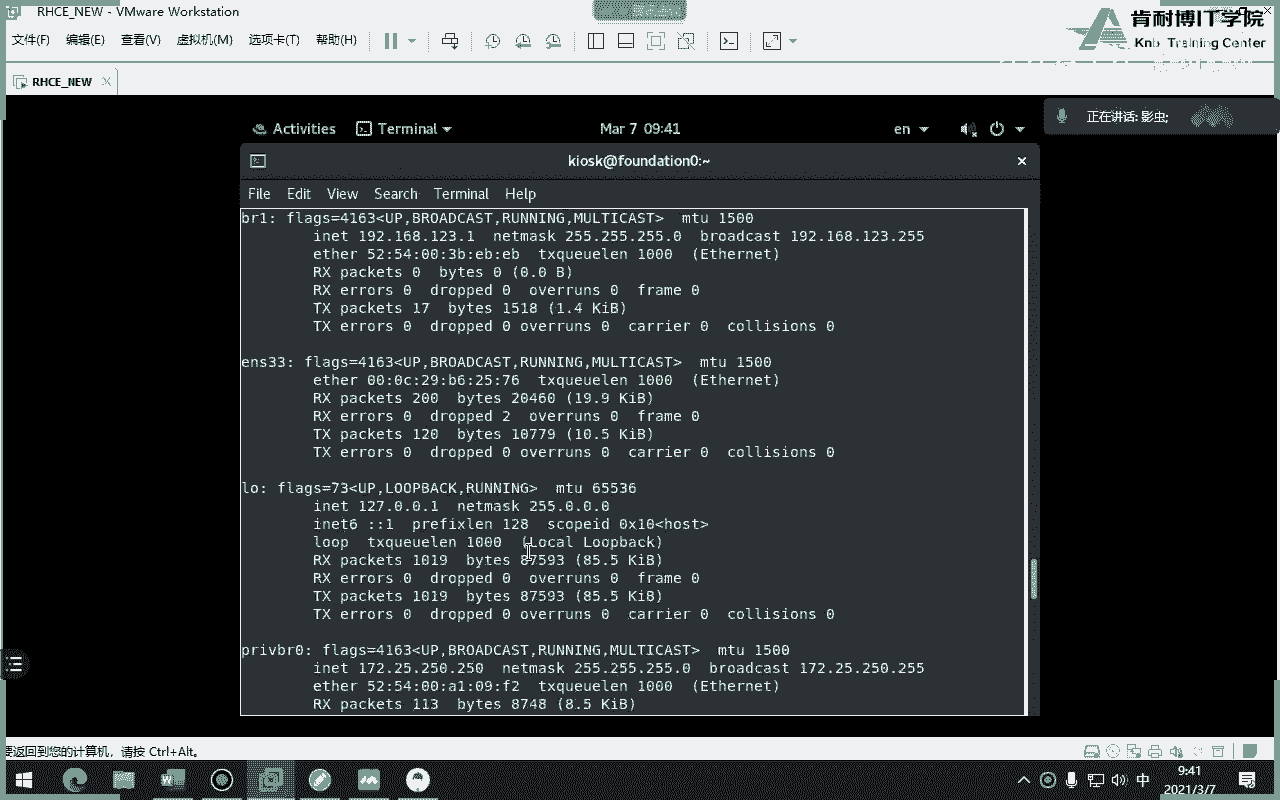 RHCE_NEW - VMware Workstation
肯耐博IT学院
Knb Training Center
文件(F) 编辑(E) 查看(V) 虚拟机(M) 选项卡(T) 帮助(H)
RHCE_NEW
正在讲话: 影虫;
Activities Terminal Mar 7 09:41 en
kiosk@foundation0:~
File Edit View Search Terminal Help
br1: flags=4163<UP,BROADCAST,RUNNING,MULTICAST> mtu 1500
inet 192.168.123.1 netmask 255.255.255.0 broadcast 192.168.123.255
ether 52:54:00:3b:eb:eb txqueuelen 1000 (Ethernet)
RX packets 0 bytes 0 (0.0 B)
RX errors 0 dropped 0 overruns 0 frame 0
TX packets 17 bytes 1518 (1.4 KiB)
TX errors 0 dropped 0 overruns 0 carrier 0 collisions 0
ens33: flags=4163<UP,BROADCAST,RUNNING,MULTICAST> mtu 1500
ether 00:0c:29:b6:25:76 txqueuelen 1000 (Ethernet)
RX packets 200 bytes 20460 (19.9 KiB)
RX errors 0 dropped 2 overruns 0 frame 0
TX packets 120 bytes 10779 (10.5 KiB)
TX errors 0 dropped 0 overruns 0 carrier 0 collisions 0
lo: flags=73<UP,LOOPBACK,RUNNING> mtu 65536
inet 127.0.0.1 netmask 255.0.0.0
inet6 ::1 prefixlen 128 scopeid 0x10<host>
loop txqueuelen 1000 (Local Loopback)
RX packets 1019 bytes 87593 (85.5 KiB)
RX errors 0 dropped 0 overruns 0 frame 0
TX packets 1019 bytes 87593 (85.5 KiB)
TX errors 0 dropped 0 overruns 0 carrier 0 collisions 0
privbr0: flags=4163<UP,BROADCAST,RUNNING,MULTICAST> mtu 1500
inet 172.25.250.250 netmask 255.255.255.0 broadcast 172.25.250.255
ether 52:54:00:a1:09:f2 txqueuelen 1000 (Ethernet)
RX packets 113 bytes 8748 (8.5 KiB)
要返回到您的计算机，请按 Ctrl+Alt。
中
9:41
2021/3/7